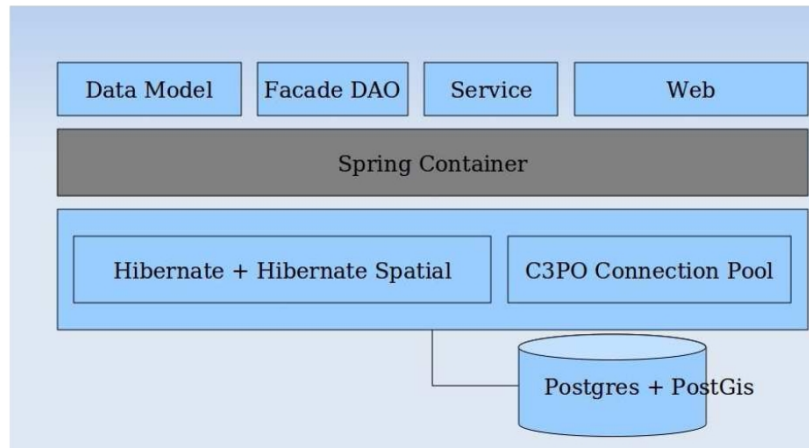 Data Model
Facade DAO
Service
Web
Spring Container
Hibernate + Hibernate Spatial
C3PO Connection Pool
Postgres + PostGis